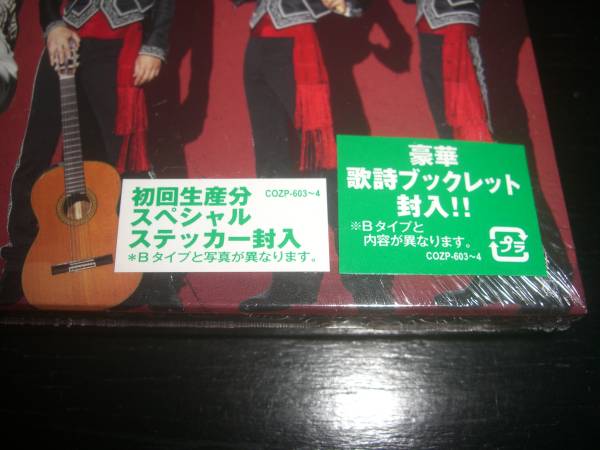 初回生産分 COZP-603～4
スペシャル
ステッカー封入
＊Bタイプと写真が異なります。
豪華
歌詩ブックレット
封入!!
※Bタイプと
内容が異なります。
COZP-603～4
プラ